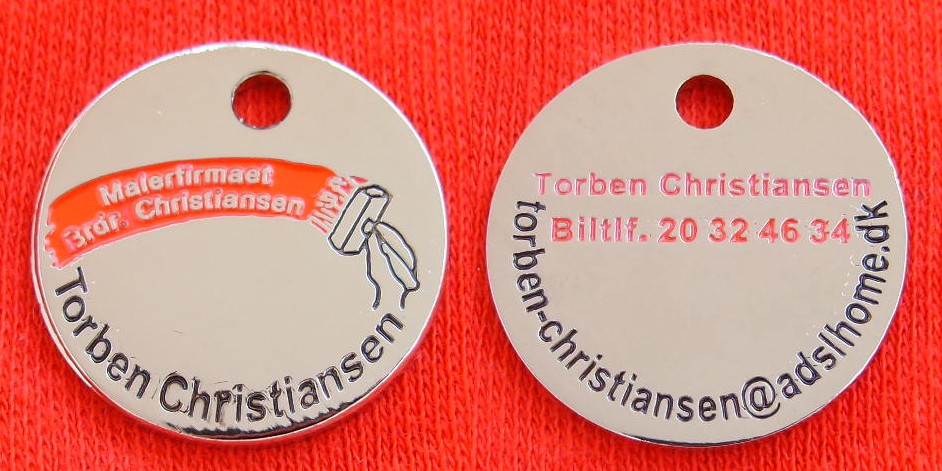 Malerfirmaet
Brdr. Christiansen
Torben Christiansen
Torben Christiansen
Biltlf. 20 32 46 34
torben-christiansen@adslhome.dk